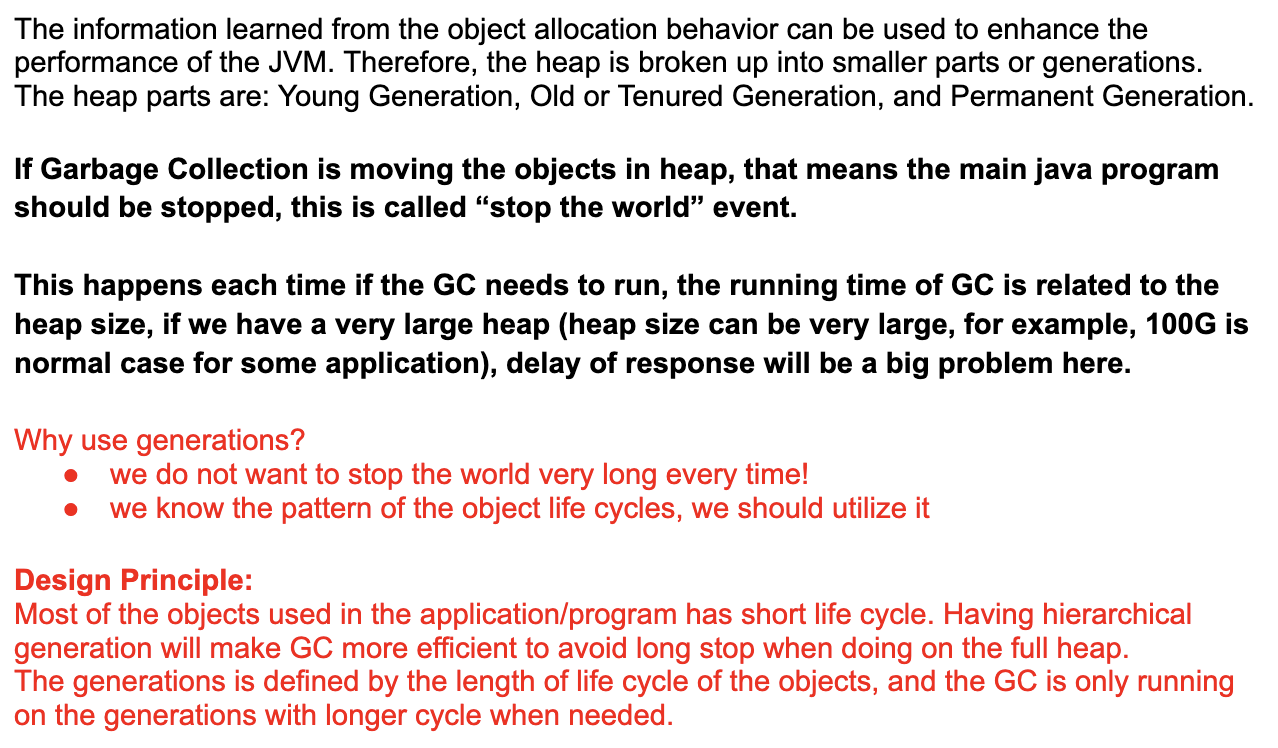 The information learned from the object allocation behavior can be used to enhance the
performance of the JVM. Therefore, the heap is broken up into smaller parts or generations.
The heap parts are: Young Generation, Old or Tenured Generation, and Permanent Generation.
If Garbage Collection is moving the objects in heap, that means the main java program
should be stopped, this is called “stop the world” event.
This happens each time if the GC needs to run, the running time of GC is related to the
heap size, if we have a very large heap (heap size can be very large, for example, 100G is
normal case for some application), delay of response will be a big problem here.
Why use generations?
● we do not want to stop the world very long every time!
● we know the pattern of the object life cycles, we should utilize it
Design Principle:
Most of the objects used in the application/program has short life cycle. Having hierarchical
generation will make GC more efficient to avoid long stop when doing on the full heap.
The generations is defined by the length of life cycle of the objects, and the GC is only running
on the generations with longer cycle when needed.